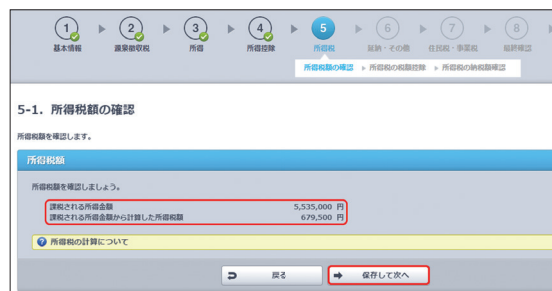 1 2 3 4 5 6 7 8
基本情報 源泉徴収税 所得 所得控除 所得税 延納・その他 住民税・事業税 最終確認
所得税額の確認 ▶ 所得税の税額控除 ▶ 所得税の納税額確認
5-1. 所得税額の確認
所得税額を確認します。
所得税額
所得税額を確認しましょう。
課税される所得金額 5,535,000 円
課税される所得金額から計算した所得税額 679,500 円
? 所得税の計算について
戻る 保存して次へ